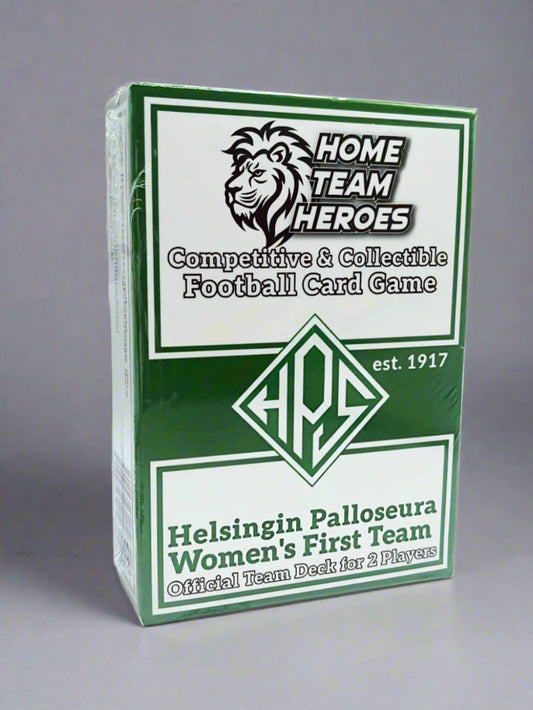 HOME
TEAM
HEROES
Competitive & Collectible
Football Card Game
est. 1917
HPS
Helsingin Palloseura
Women's First Team
Official Team Deck for 2 Players